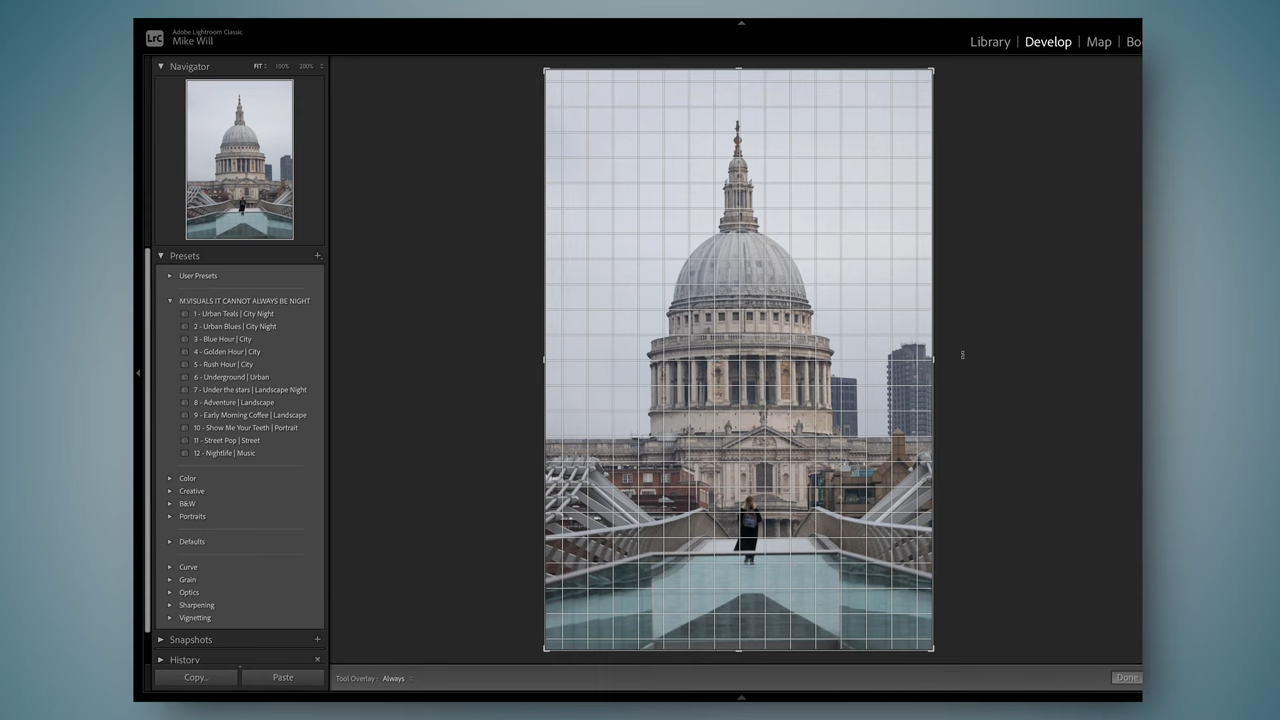 LrC
Adobe Lightroom Classic
Mike Will
Library | Develop | Map | Bo
Navigator FIT 100% 200%
Presets +
User Presets
M.VISUALS IT CANNOT ALWAYS BE NIGHT
1 - Urban Teals | City Night
2 - Urban Blues | City Night
3 - Blue Hour | City
4 - Golden Hour | City
5 - Rush Hour | City
6 - Underground | Urban
7 - Under the stars | Landscape Night
8 - Adventure | Landscape
9 - Early Morning Coffee | Landscape
10 - Show Me Your Teeth | Portrait
11 - Street Pop | Street
12 - Nightlife | Music
Color
Creative
B&W
Portraits
Defaults
Curve
Grain
Optics
Sharpening
Vignetting
Snapshots +
History ×
Copy... Paste
Tool Overlay : Always
Done